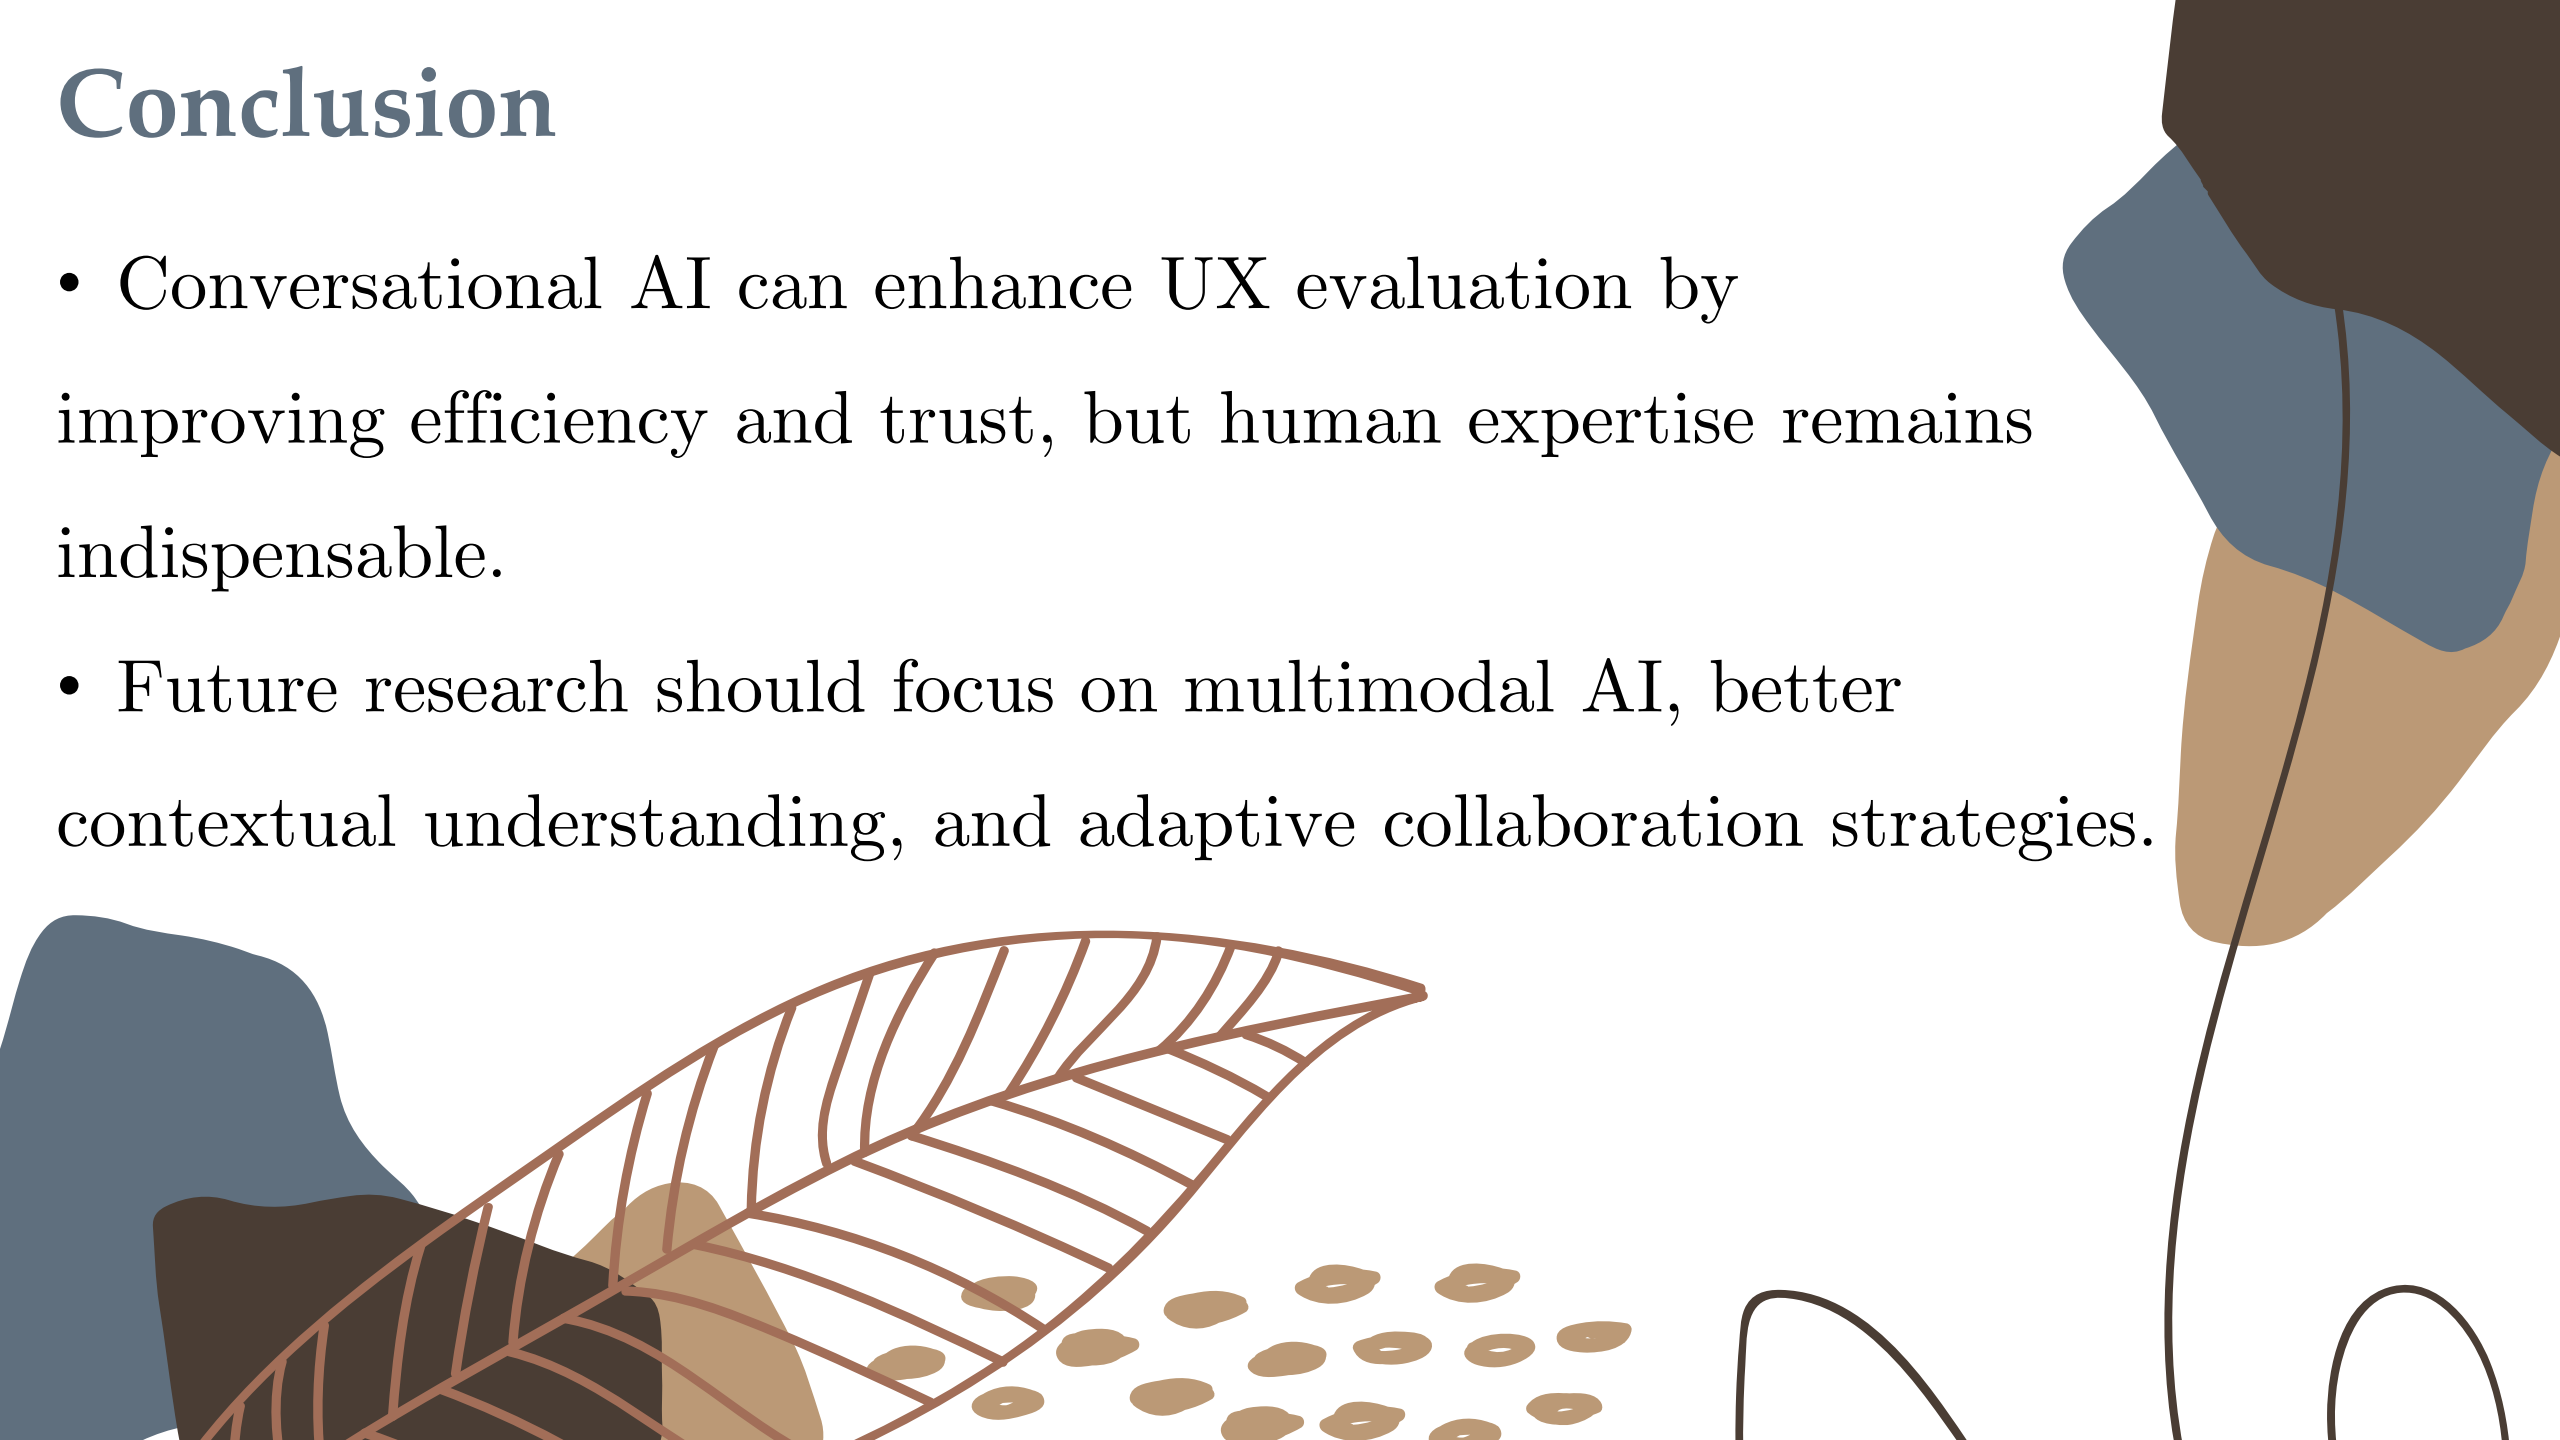 Conclusion
• Conversational AI can enhance UX evaluation by
improving efficiency and trust, but human expertise remains
indispensable.
• Future research should focus on multimodal AI, better
contextual understanding, and adaptive collaboration strategies.